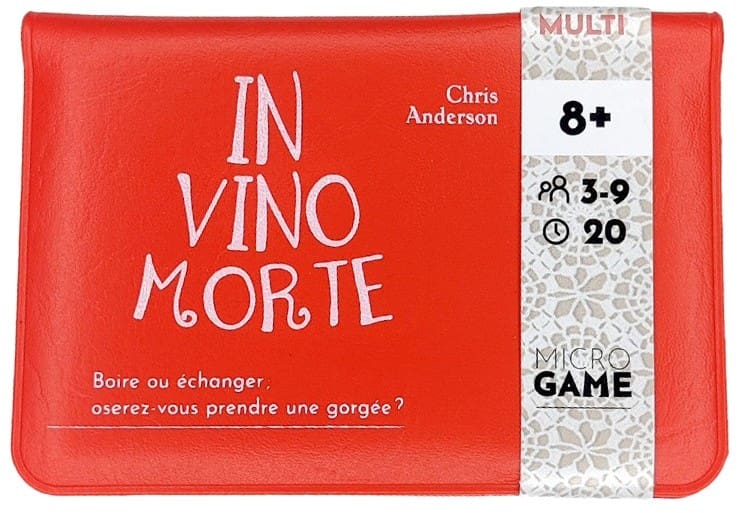 IN
VINO
MORTE
Chris
Anderson
Boire ou échanger,
oserez-vous prendre une gorgée?
MULTI
8+
3-9
20
MICRO
GAME